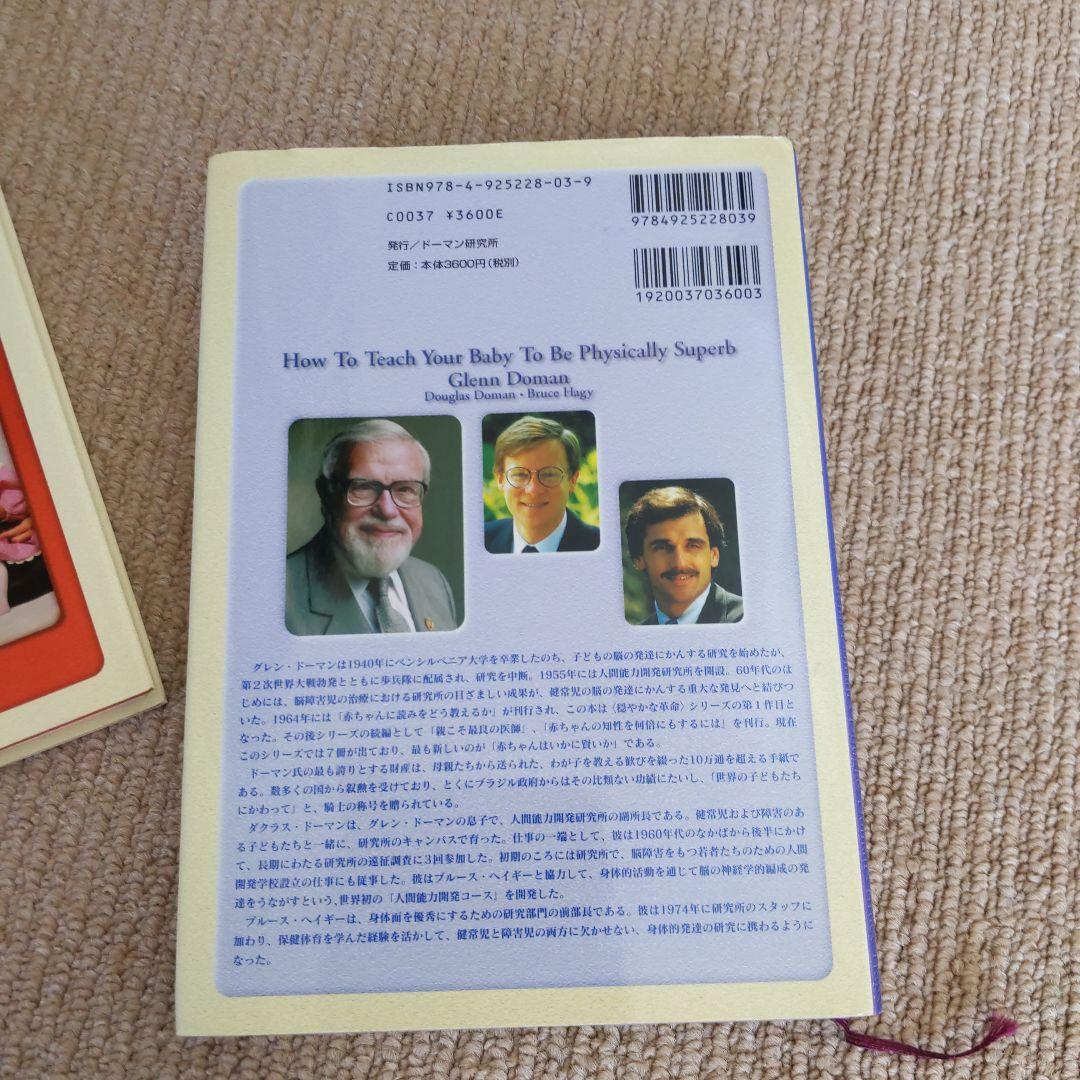 ISBN978-4-925228-03-9
C0037 ¥3600E
発行／ドーマン研究所
定価：本体3600円（税別）
9784925228039
1920037036003
How To Teach Your Baby To Be Physically Superb
Glenn Doman
Douglas Doman・Bruce Hagy
グレン・ドーマンは1940年にペンシルベニア大学を卒業したのち、子どもの脳の発達にかんする研究を始めたが、
第2次世界大戦勃発とともに歩兵隊に配属され、研究を中断。1955年には人間能力開発研究所を開設。60年代のは
じめには、脳障害児の治療における研究所の目ざましい成果が、健常児の脳の発達にかんする重大な発見へと結びつ
いた。1964年には「赤ちゃんに読みをどう教えるか」が刊行され、この本は〈穏やかな革命〉シリーズの第1作目と
なった。その後シリーズの続編として「親こそ最良の医師」、「赤ちゃんの知性を何倍にもするには」を刊行。現在
このシリーズでは7冊が出ており、最も新しいのが「赤ちゃんはいかに賢いか」である。
ドーマン氏の最も誇りとする財産は、母親たちから送られた、わが子を教える歓びを綴った10万通を超える手紙で
ある。数多くの国から叙勲を受けており、とくにブラジル政府からはその比類ない功績にたいし、「世界の子どもたち
にかわって」と、騎士の称号を贈られている。
ダクラス・ドーマンは、グレン・ドーマンの息子で、人間能力開発研究所の副所長である。健常児および障害のあ
る子どもたちと一緒に、研究所のキャンパスで育った。仕事の一端として、彼は1960年代のなかばから後半にかけ
て、長期にわたる研究所の遠征調査に3回参加した。初期のころには研究所で、脳障害をもつ若者たちのための人間
開発学校設立の仕事にも従事した。彼はブルース・ヘイギーと協力して、身体的活動を通じて脳の神経学的編成の発
達をうながすという、世界初の「人間能力開発コース」を開発した。
ブルース・ヘイギーは、身体面を優秀にするための研究部門の前部長である。彼は1974年に研究所のスタッフに
加わり、保健体育を学んだ経験を活かして、健常児と障害児の両方に欠かせない、身体的発達の研究に携わるように
なった。